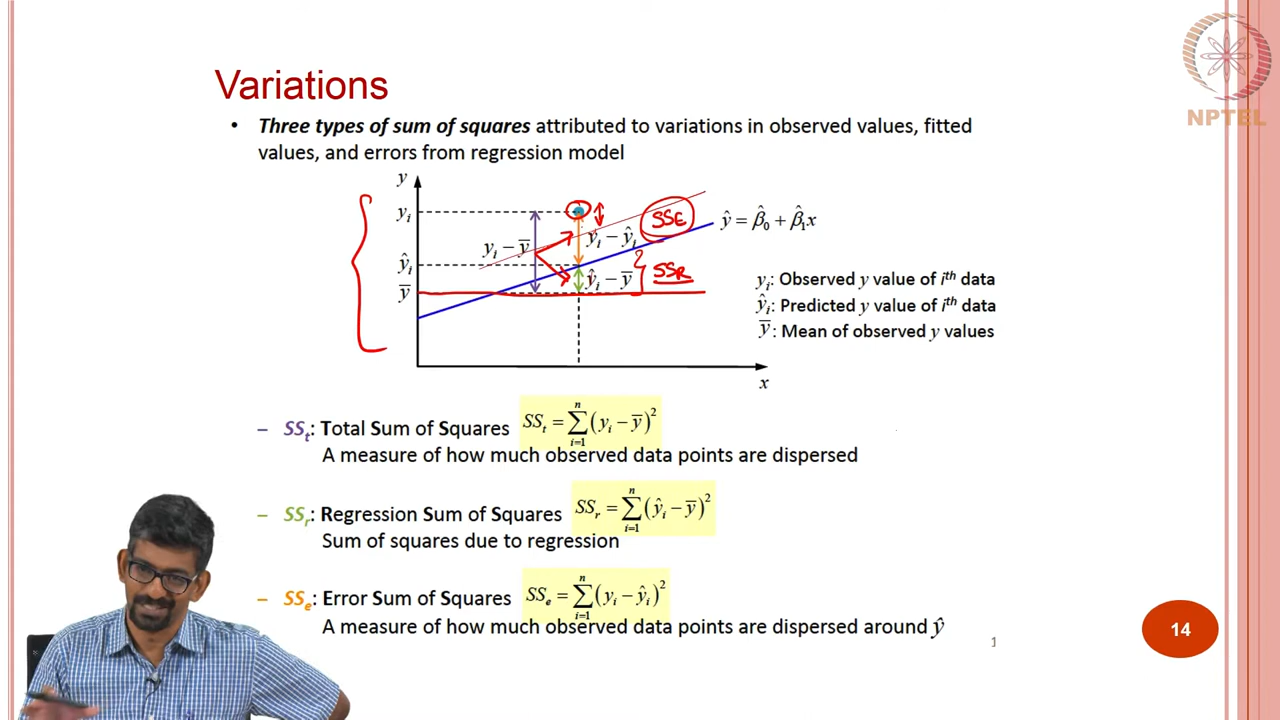 Variations
NPTEL
• Three types of sum of squares attributed to variations in observed values, fitted
values, and errors from regression model
y
yᵢ
ŷᵢ
y̅
yᵢ − y̅
yᵢ − ŷᵢ
SSE
ŷᵢ − y̅
SSR
ŷ = β̂₀ + β̂₁x
x
yᵢ: Observed y value of iᵗʰ data
ŷᵢ: Predicted y value of iᵗʰ data
y̅: Mean of observed y values
– SSₜ: Total Sum of Squares SSₜ = ∑ᵢ₌₁ⁿ (yᵢ − y̅)²
A measure of how much observed data points are dispersed
– SSᵣ: Regression Sum of Squares SSᵣ = ∑ᵢ₌₁ⁿ (ŷᵢ − y̅)²
Sum of squares due to regression
– SSₑ: Error Sum of Squares SSₑ = ∑ᵢ₌₁ⁿ (yᵢ − ŷᵢ)²
A measure of how much observed data points are dispersed around ŷ
14
1